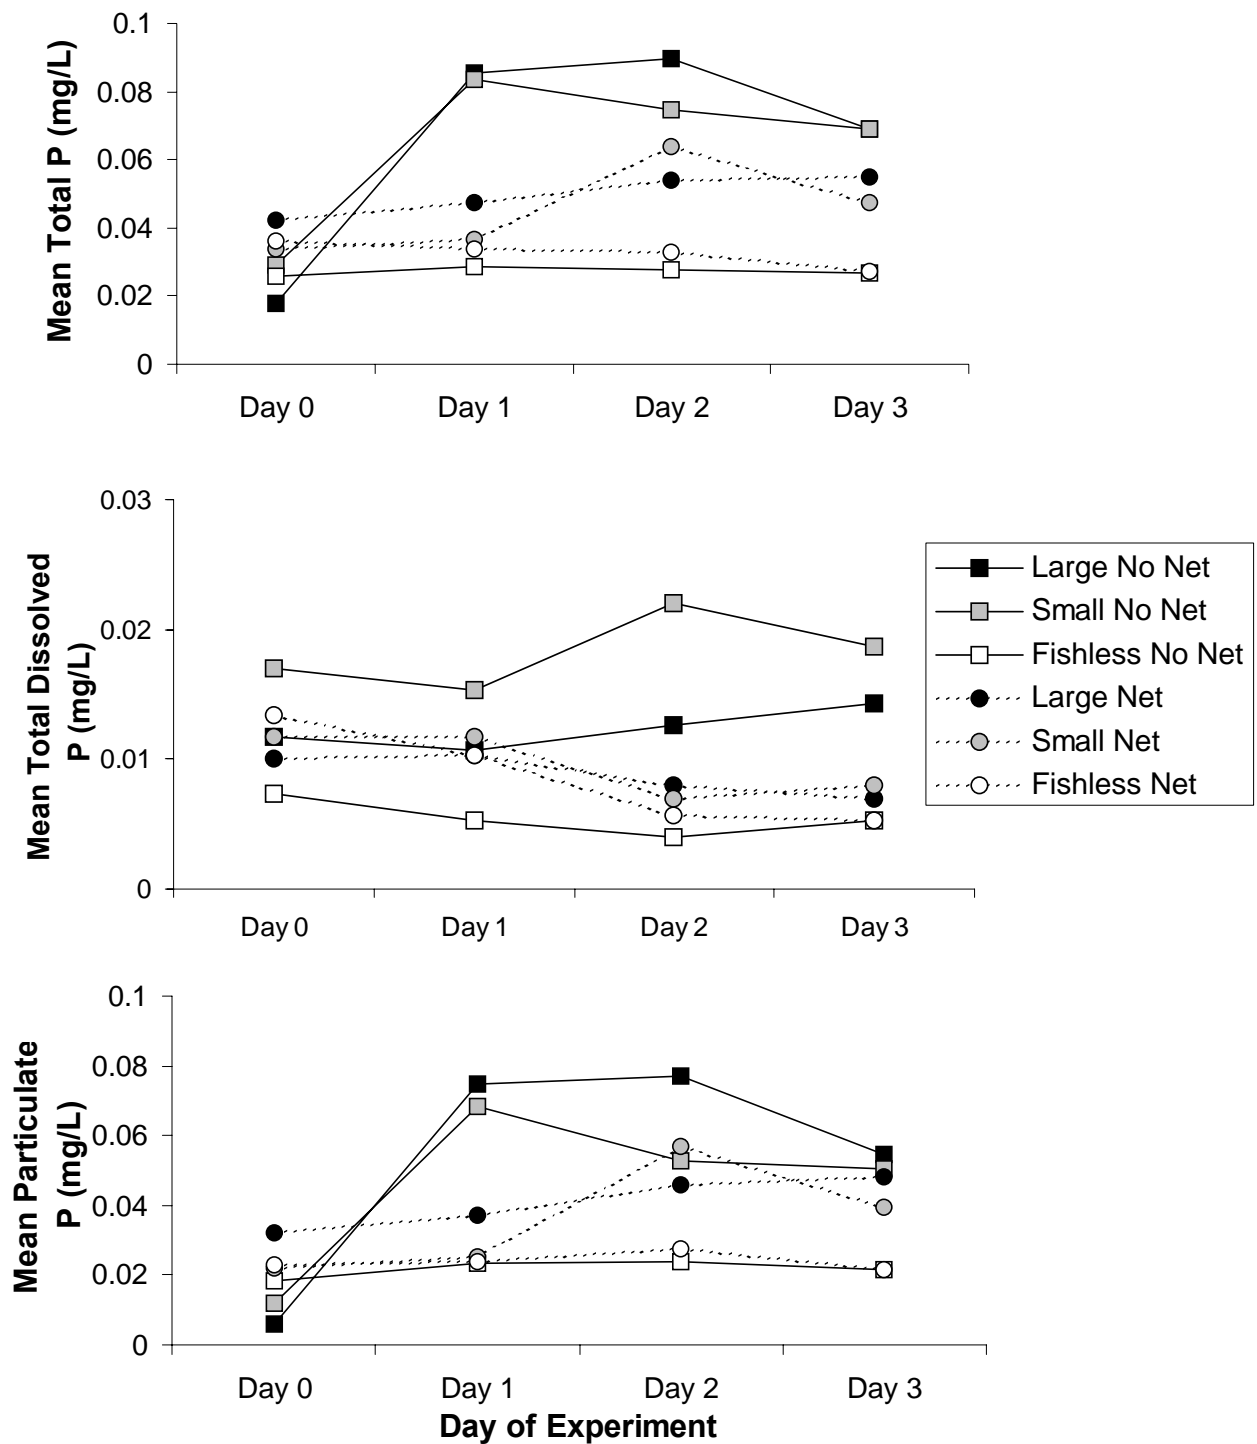 Mean Total P (mg/L)
0.1
0.08
0.06
0.04
0.02
0
Day 0 Day 1 Day 2 Day 3
Mean Total Dissolved
P (mg/L)
0.03
0.02
0.01
0
Day 0 Day 1 Day 2 Day 3
Large No Net
Small No Net
Fishless No Net
Large Net
Small Net
Fishless Net
Mean Particulate
P (mg/L)
0.1
0.08
0.06
0.04
0.02
0
Day 0 Day 1 Day 2 Day 3
Day of Experiment